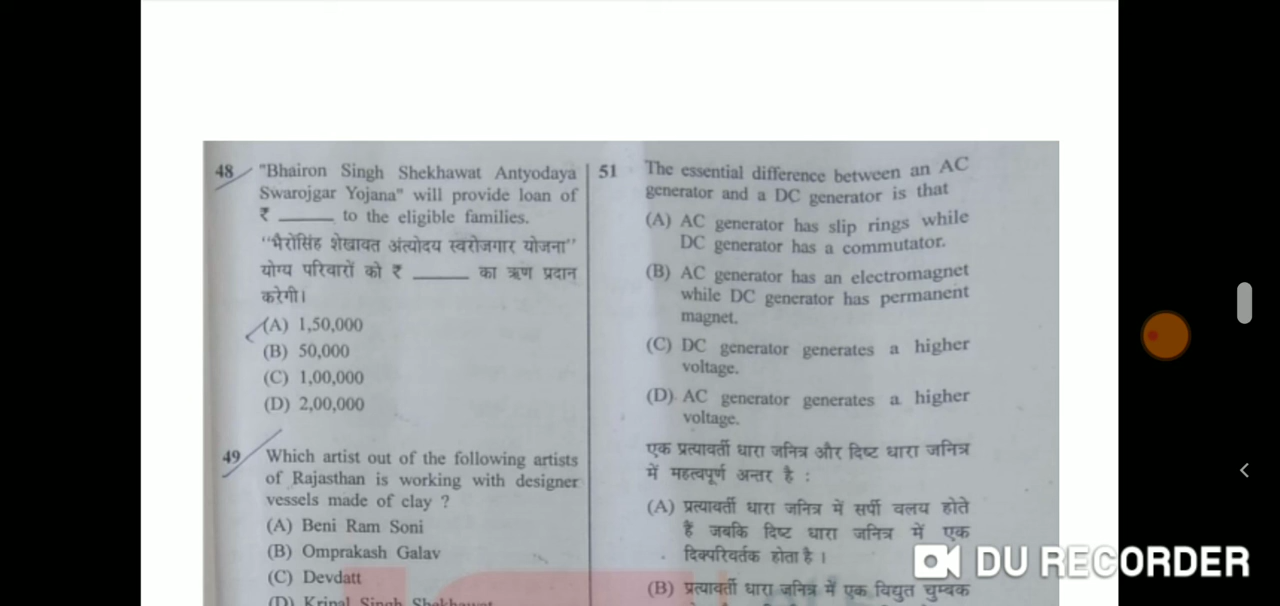 48 "Bhairon Singh Shekhawat Antyodaya
Swarojgar Yojana" will provide loan of
₹ ______ to the eligible families.
“भैरोसिंह शेखावत अंत्योदय स्वरोजगार योजना”
योग्य परिवारों को ₹ ______ का ऋण प्रदान
करेगी।
(A) 1,50,000
(B) 50,000
(C) 1,00,000
(D) 2,00,000
49 Which artist out of the following artists
of Rajasthan is working with designer
vessels made of clay ?
(A) Beni Ram Soni
(B) Omprakash Galav
(C) Devdatt
(D) Kripal Singh Shekhawat
51 The essential difference between an AC
generator and a DC generator is that
(A) AC generator has slip rings while
DC generator has a commutator.
(B) AC generator has an electromagnet
while DC generator has permanent
magnet.
(C) DC generator generates a higher
voltage.
(D) AC generator generates a higher
voltage.
एक प्रत्यावर्ती धारा जनित्र और दिष्ट धारा जनित्र
में महत्वपूर्ण अन्तर है :
(A) प्रत्यावर्ती धारा जनित्र में सर्पी वलय होते
हैं जबकि दिष्ट धारा जनित्र में एक
दिक्परिवर्तक होता है।
(B) प्रत्यावर्ती धारा जनित्र में एक विद्युत चुम्बक
DU RECORDER